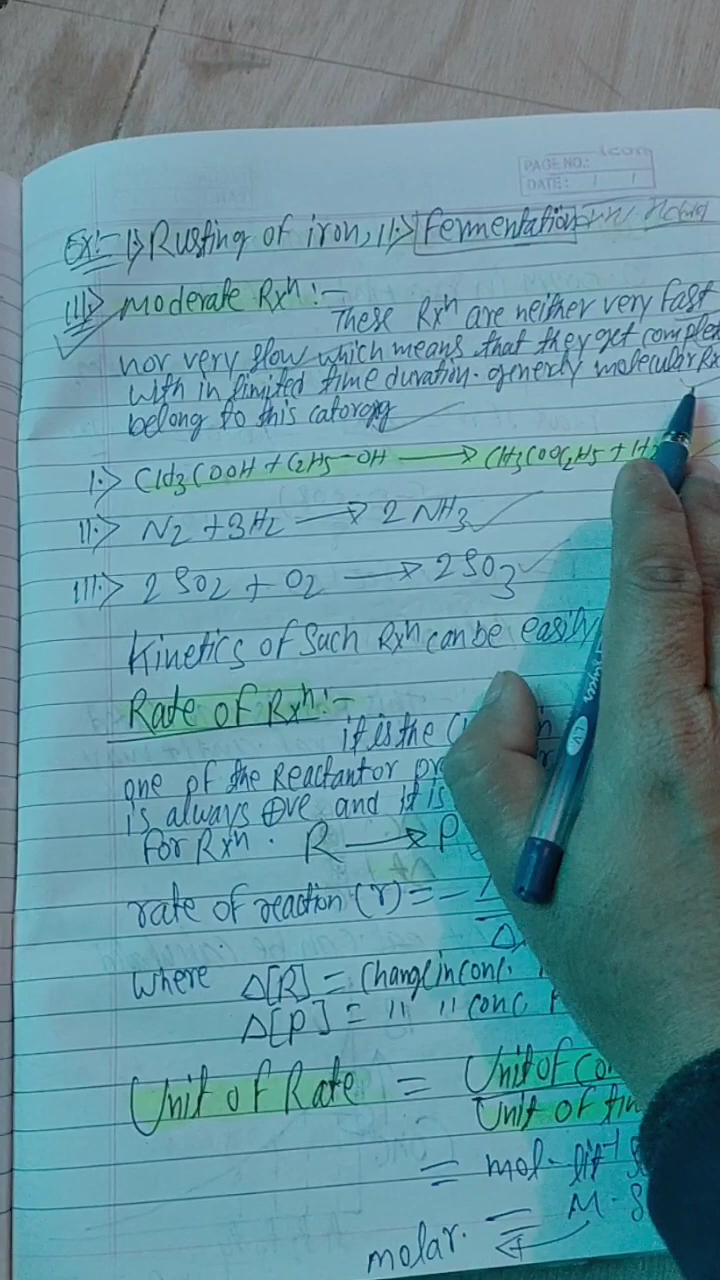 PAGE NO.:
DATE: / /
Ex:- i> Rusting of iron, ii> Fermentation
III> Moderate Rxn :-
These Rxn are neither very fast
nor very slow which means that they get comple
with in limited time duration. generly molecular Rx
belong to this catorgg
I.> CH3COOH + C2H5-OH → CH3COOC2H5 + H2
II.> N2 + 3H2 → 2NH3
III.> 2SO2 + O2 → 2SO3
Kinetics of Such Rxn can be easily
Rate of Rxn :-
it is the
one of the Reactant or pr
is always ⊕ve and it is
For Rxn. R → P
rate of reaction (r) = -
Δ
where Δ[R] = Change in conc.
Δ[P] = " " conc.
Unit of Rate = Unit of co
Unit of tim
= mol. lit-1 S
= M. S
molar. ←